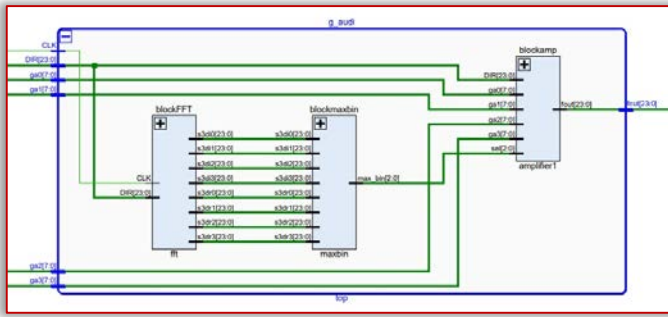 g_audi
CLK
DIR[23:0]
ga0[7:0]
ga1[7:0]
blockFFT
s3di0[23:0]
s3di1[23:0]
s3di2[23:0]
s3di3[23:0]
s3dr0[23:0]
s3dr1[23:0]
s3dr2[23:0]
s3dr3[23:0]
CLK
DIR[23:0]
fft
blockmaxbin
s3di0[23:0]
s3di1[23:0]
s3di2[23:0]
s3di3[23:0]
s3dr0[23:0]
s3dr1[23:0]
s3dr2[23:0]
s3dr3[23:0]
max_bin[2:0]
maxbin
blockamp
DIR[23:0]
ga0[7:0]
ga1[7:0]
ga2[7:0]
ga3[7:0]
sel[2:0]
fout[23:0]
amplifier1
fout[23:0]
ga2[7:0]
ga3[7:0]
top